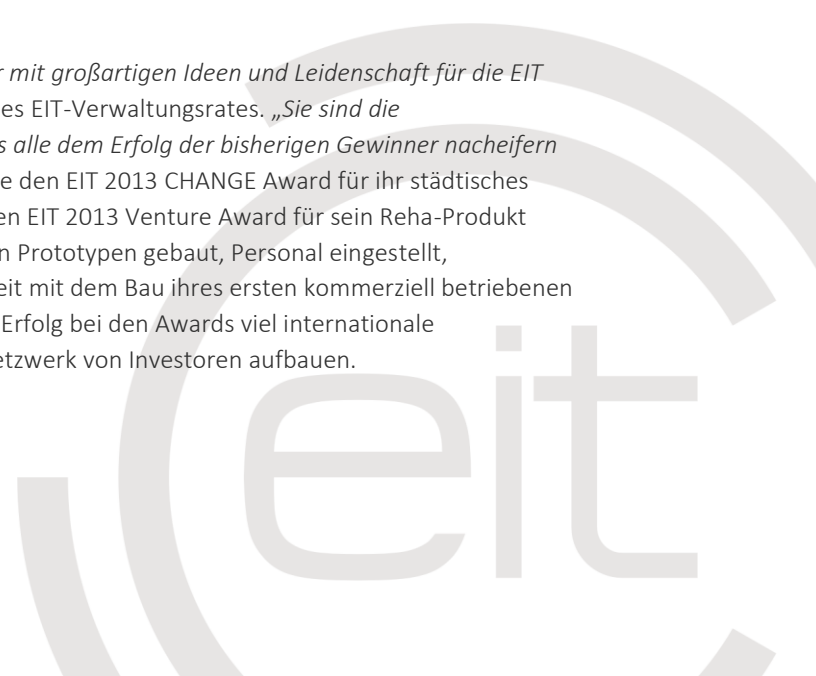 mit großartigen Ideen und Leidenschaft für die EIT
es EIT-Verwaltungsrates. „Sie sind die
s alle dem Erfolg der bisherigen Gewinner nacheifern
e den EIT 2013 CHANGE Award für ihr städtisches
en EIT 2013 Venture Award für sein Reha-Produkt
n Prototypen gebaut, Personal eingestellt,
eit mit dem Bau ihres ersten kommerziell betriebenen
Erfolg bei den Awards viel internationale
etzwerk von Investoren aufbauen.
eit